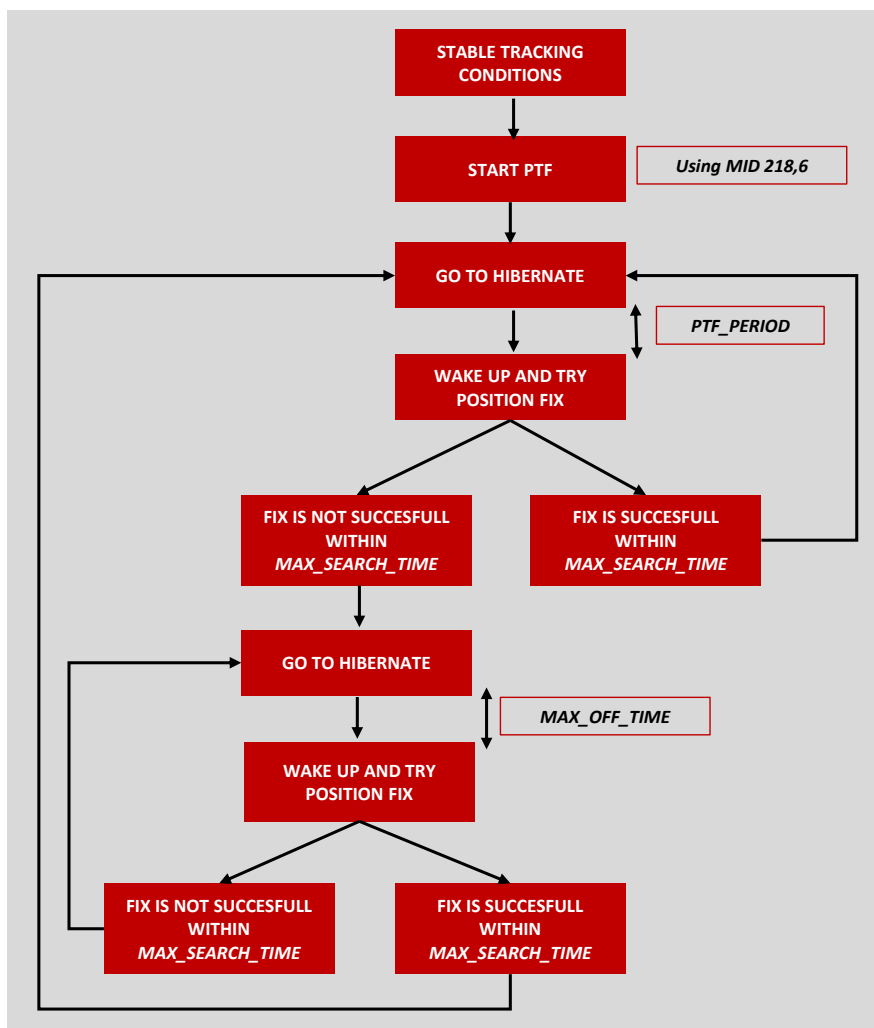 STABLE TRACKING
CONDITIONS
START PTF
Using MID 218,6
GO TO HIBERNATE
PTF_PERIOD
WAKE UP AND TRY
POSITION FIX
FIX IS NOT SUCCESFULL
WITHIN
MAX_SEARCH_TIME
FIX IS SUCCESFULL
WITHIN
MAX_SEARCH_TIME
GO TO HIBERNATE
MAX_OFF_TIME
WAKE UP AND TRY
POSITION FIX
FIX IS NOT SUCCESFULL
WITHIN
MAX_SEARCH_TIME
FIX IS SUCCESFULL
WITHIN
MAX_SEARCH_TIME